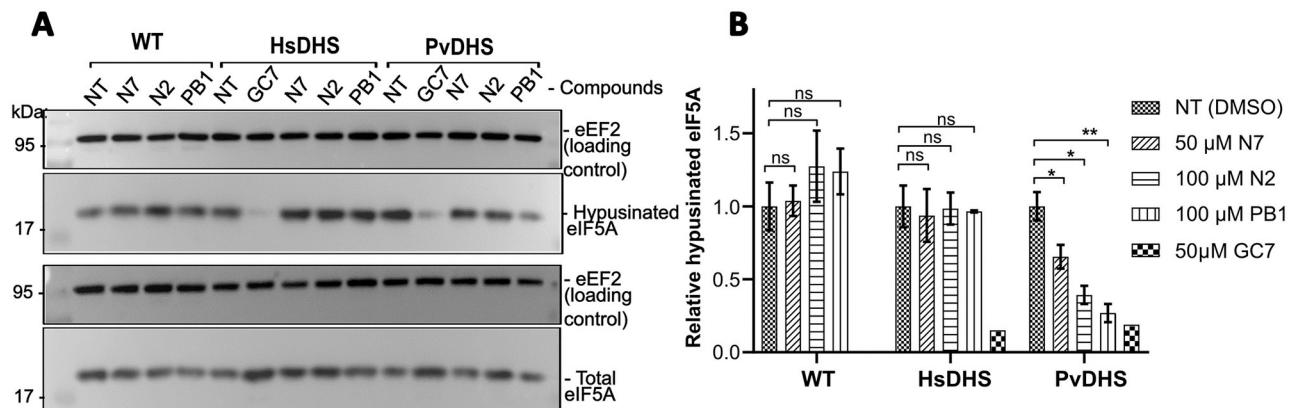 A
WT HsDHS PvDHS
NT N7 N2 PB1 NT GC7 N7 N2 PB1 NT GC7 N7 N2 PB1 - Compounds
kDa
95 -
- eEF2
(loading
control)
17 -
- Hypusinated
eIF5A
95 -
- eEF2
(loading
control)
17 -
- Total
eIF5A
B
Relative hypusinated eIF5A
1.5
1.0
0.5
0.0
ns
ns
ns
ns
ns
ns
**
*
*
WT HsDHS PvDHS
NT (DMSO)
50 µM N7
100 µM N2
100 µM PB1
50µM GC7